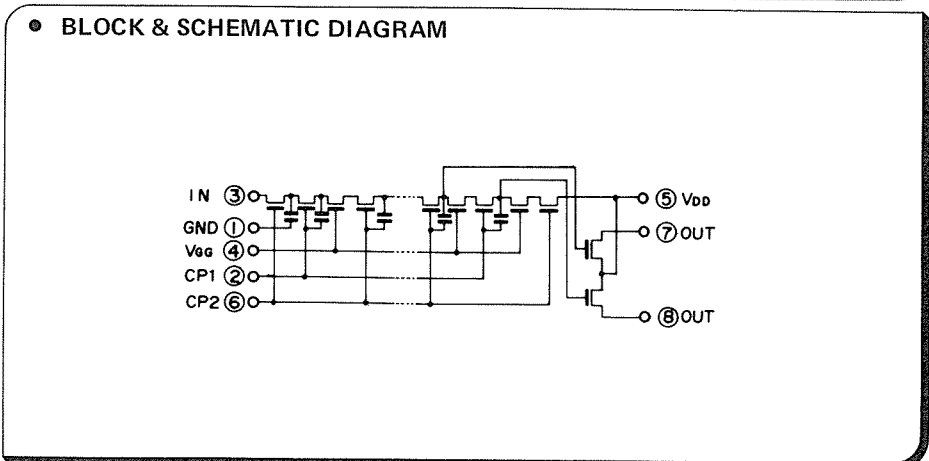 ● BLOCK & SCHEMATIC DIAGRAM
IN ③
GND ①
VGG ④
CP1 ②
CP2 ⑥
⑤ VDD
⑦ OUT
⑧ OUT